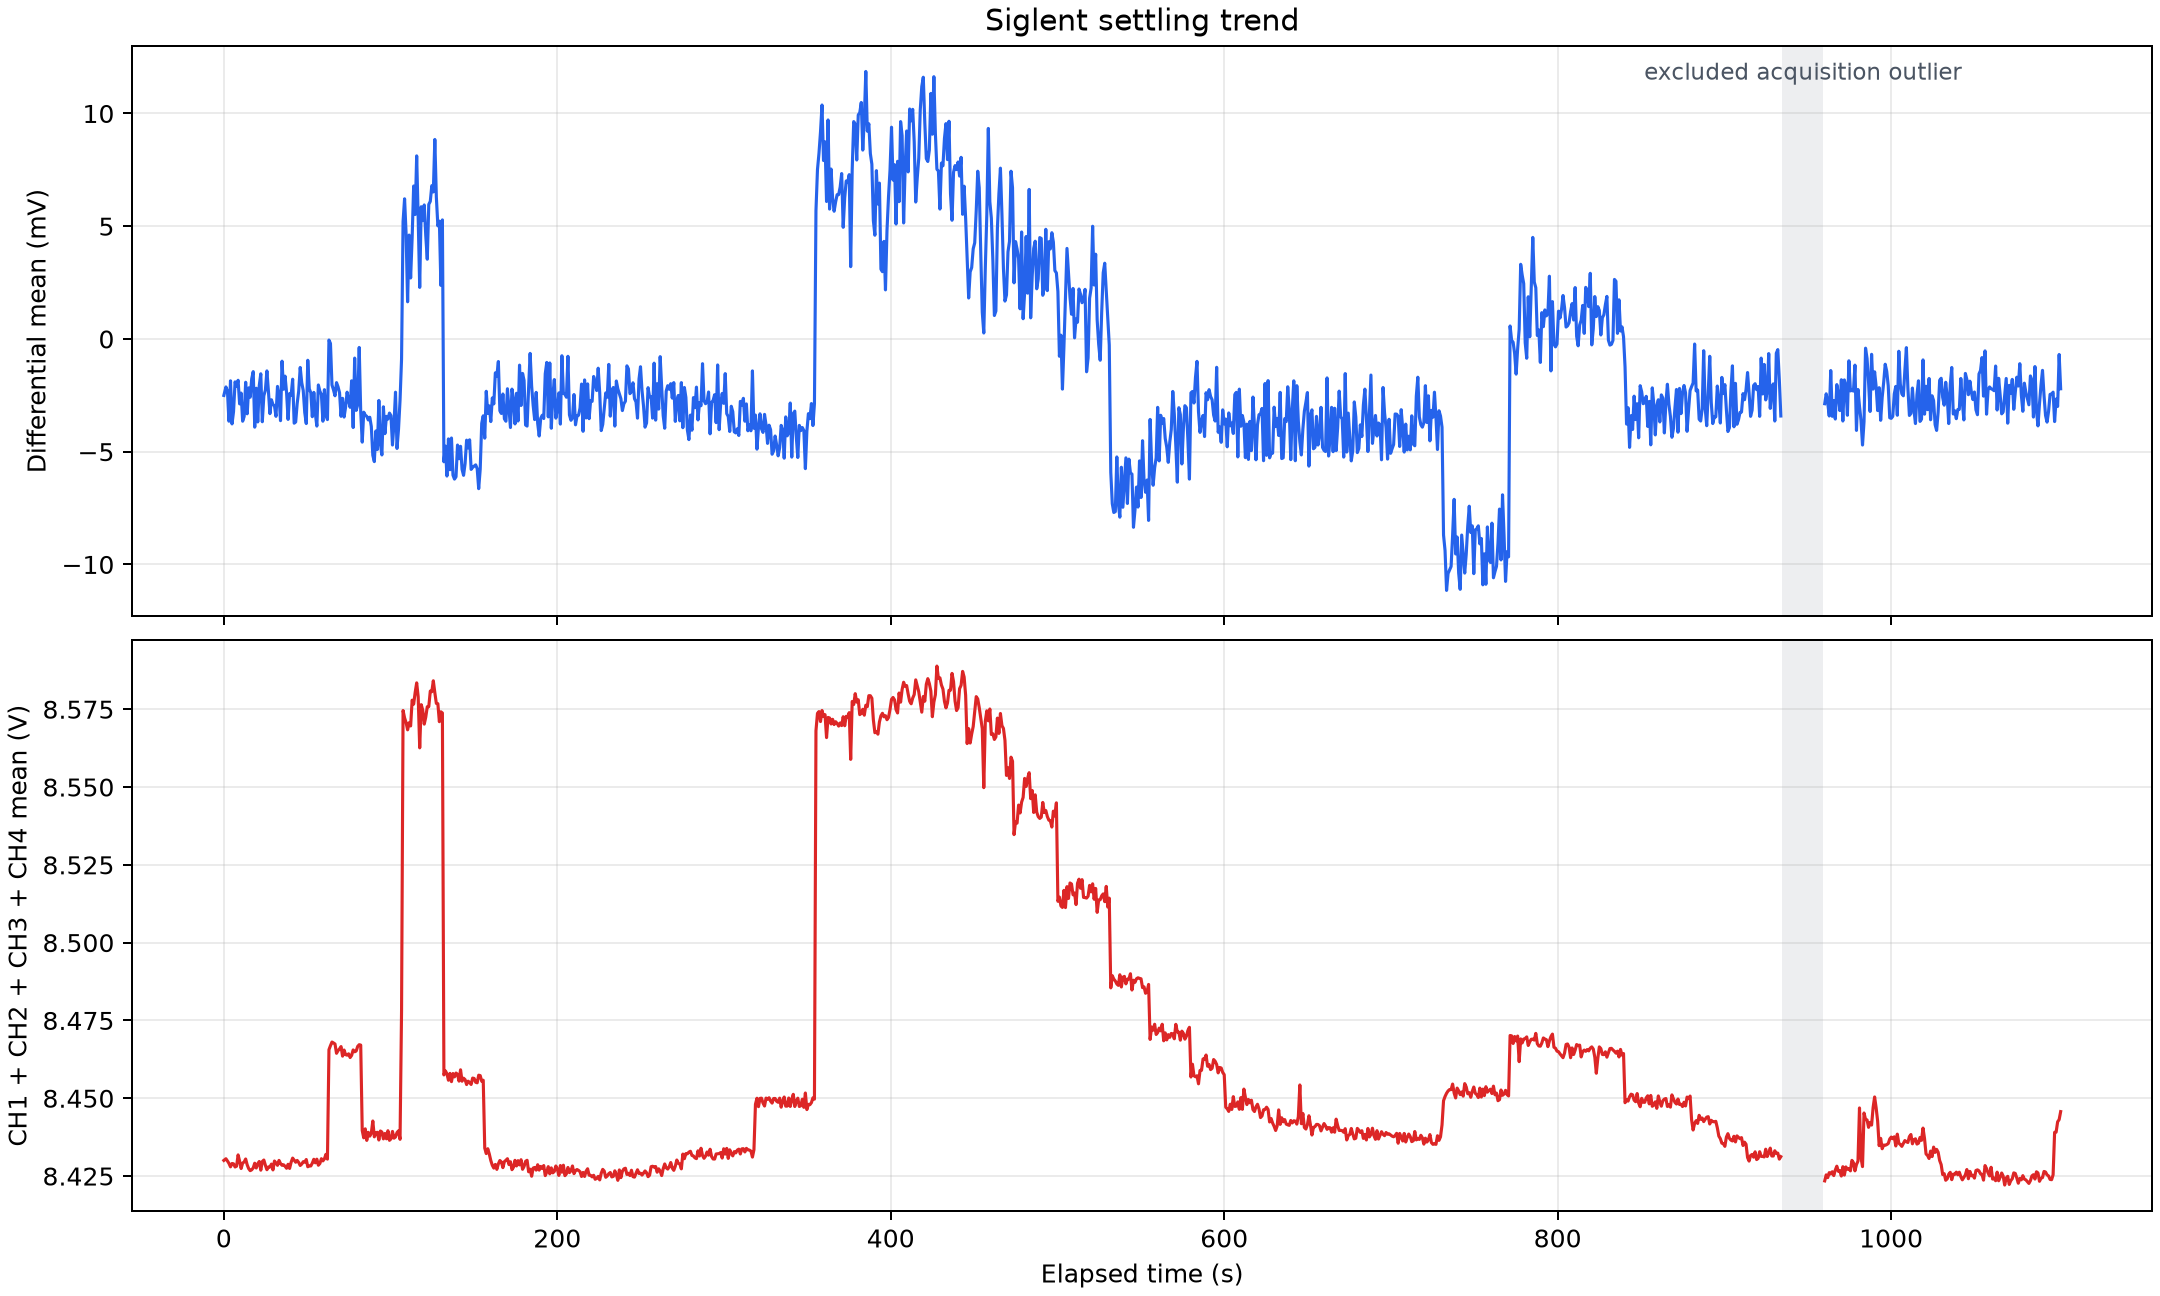 Siglent settling trend
excluded acquisition outlier
Differential mean (mV)
10
5
0
−5
−10
CH1 + CH2 + CH3 + CH4 mean (V)
8.575
8.550
8.525
8.500
8.475
8.450
8.425
0 200 400 600 800 1000
Elapsed time (s)